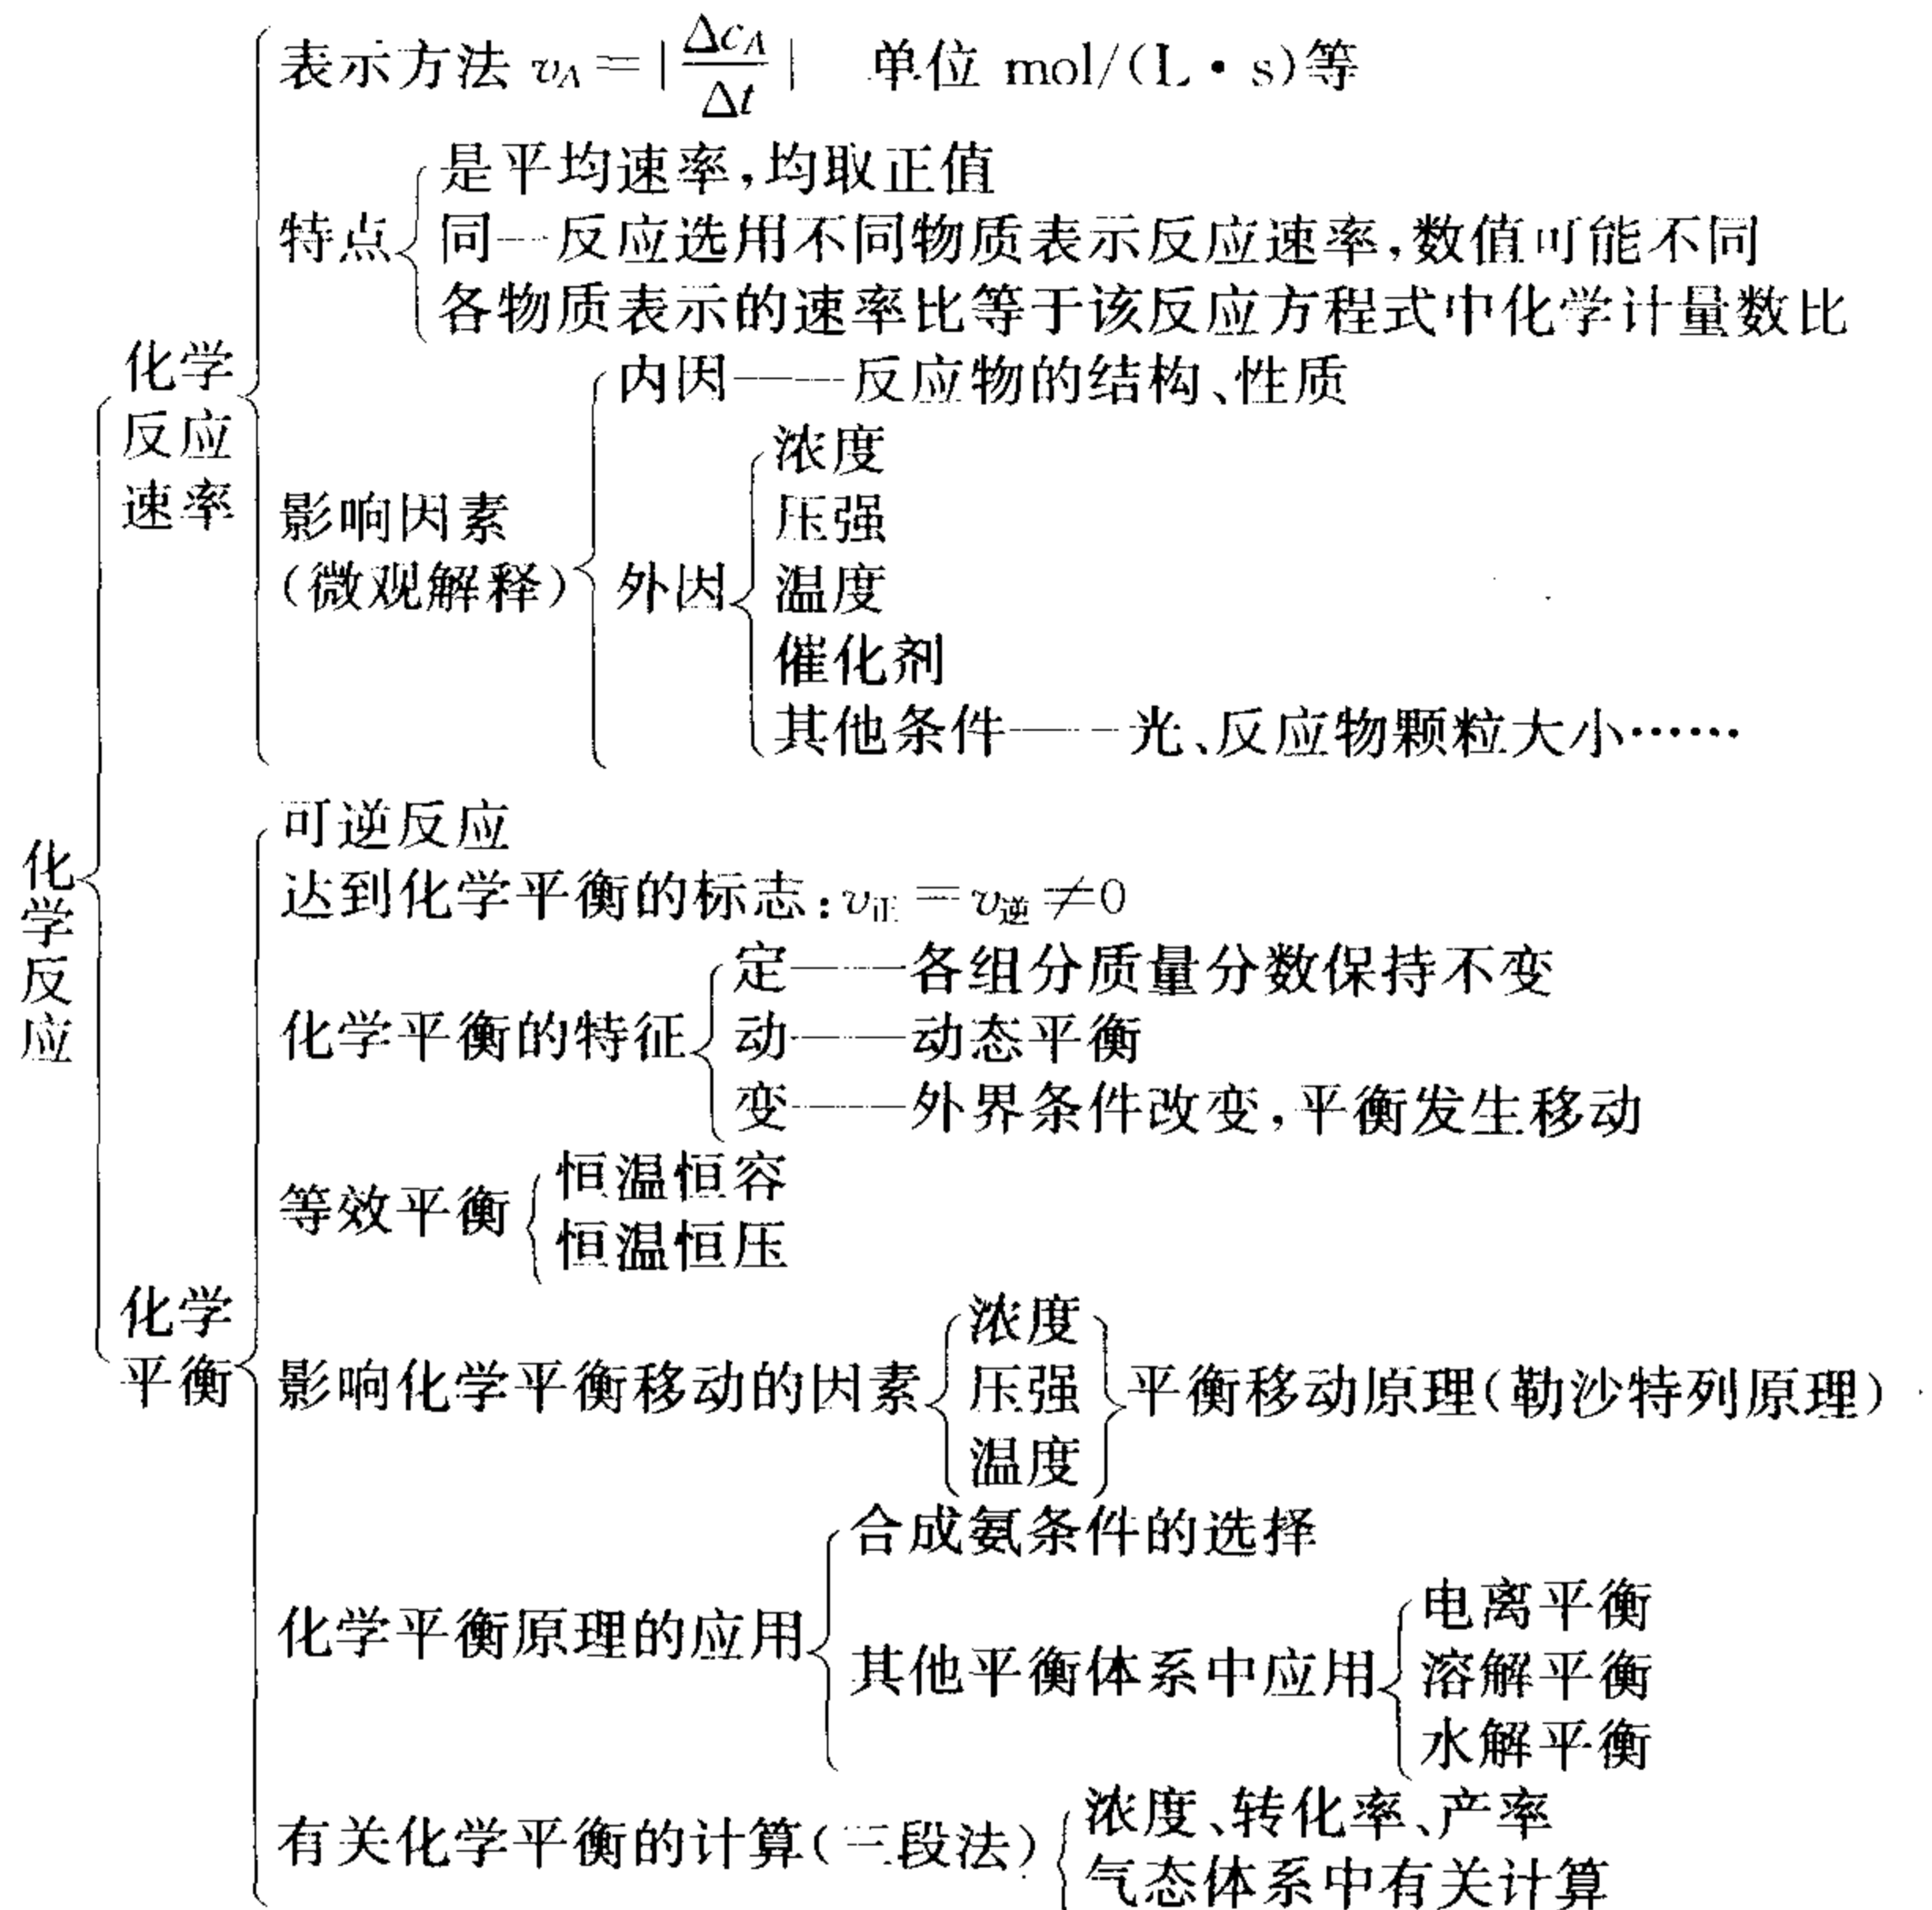 表示方法 v_A=|Δc_A/Δt| 单位 mol/(L·s)等
是平均速率,均取正值
特点
同一反应选用不同物质表示反应速率,数值可能不同
各物质表示的速率比等于该反应方程式中化学计量数比
化学
反应
速率
内因——反应物的结构、性质
影响因素
(微观解释)
外因
浓度
压强
温度
催化剂
其他条件——光、反应物颗粒大小……
化学反应
可逆反应
达到化学平衡的标志:v正=v逆≠0
化学平衡的特征
定——各组分质量分数保持不变
动——动态平衡
变——外界条件改变,平衡发生移动
等效平衡
恒温恒容
恒温恒压
化学
平衡
影响化学平衡移动的因素
浓度
压强
温度
平衡移动原理(勒沙特列原理)
化学平衡原理的应用
合成氨条件的选择
其他平衡体系中应用
电离平衡
溶解平衡
水解平衡
有关化学平衡的计算(三段法)
浓度、转化率、产率
气态体系中有关计算